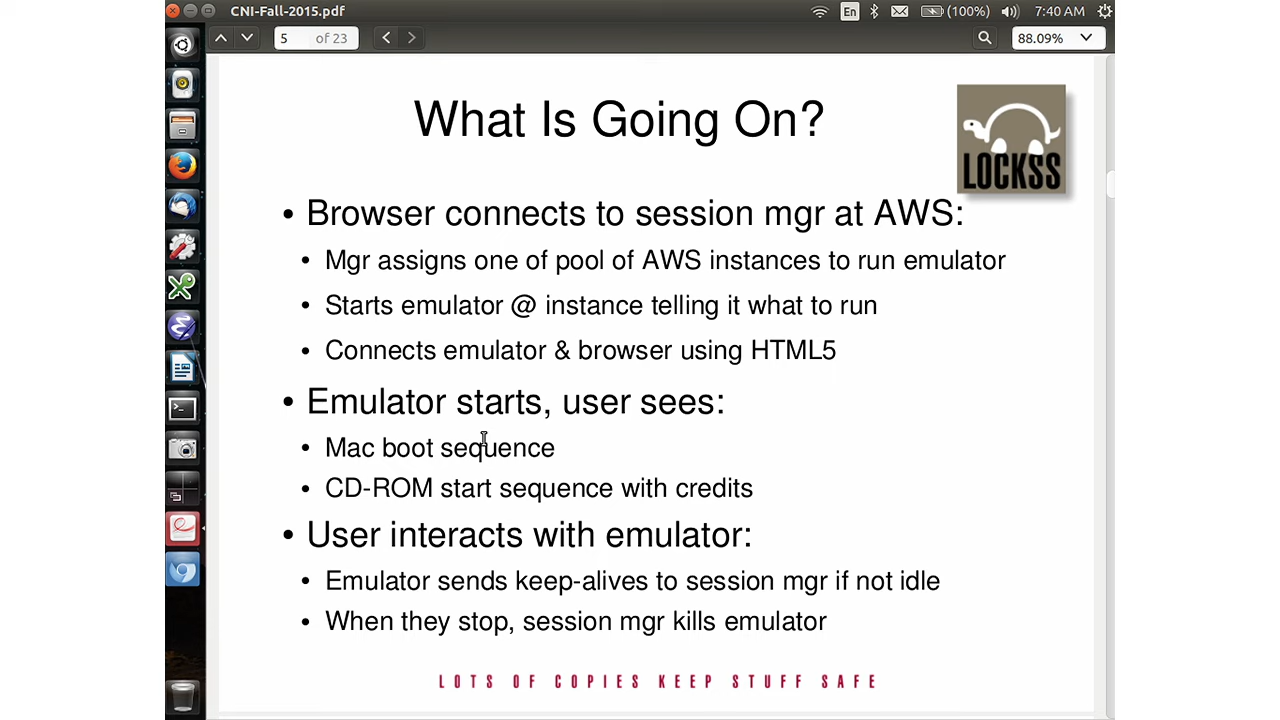 CNI-Fall-2015.pdf
En
(100%)
7:40 AM
5 of 23
88.09%
What Is Going On?
LOCKSS
• Browser connects to session mgr at AWS:
• Mgr assigns one of pool of AWS instances to run emulator
• Starts emulator @ instance telling it what to run
• Connects emulator & browser using HTML5
• Emulator starts, user sees:
• Mac boot sequence
• CD-ROM start sequence with credits
• User interacts with emulator:
• Emulator sends keep-alives to session mgr if not idle
• When they stop, session mgr kills emulator
LOTS OF COPIES KEEP STUFF SAFE